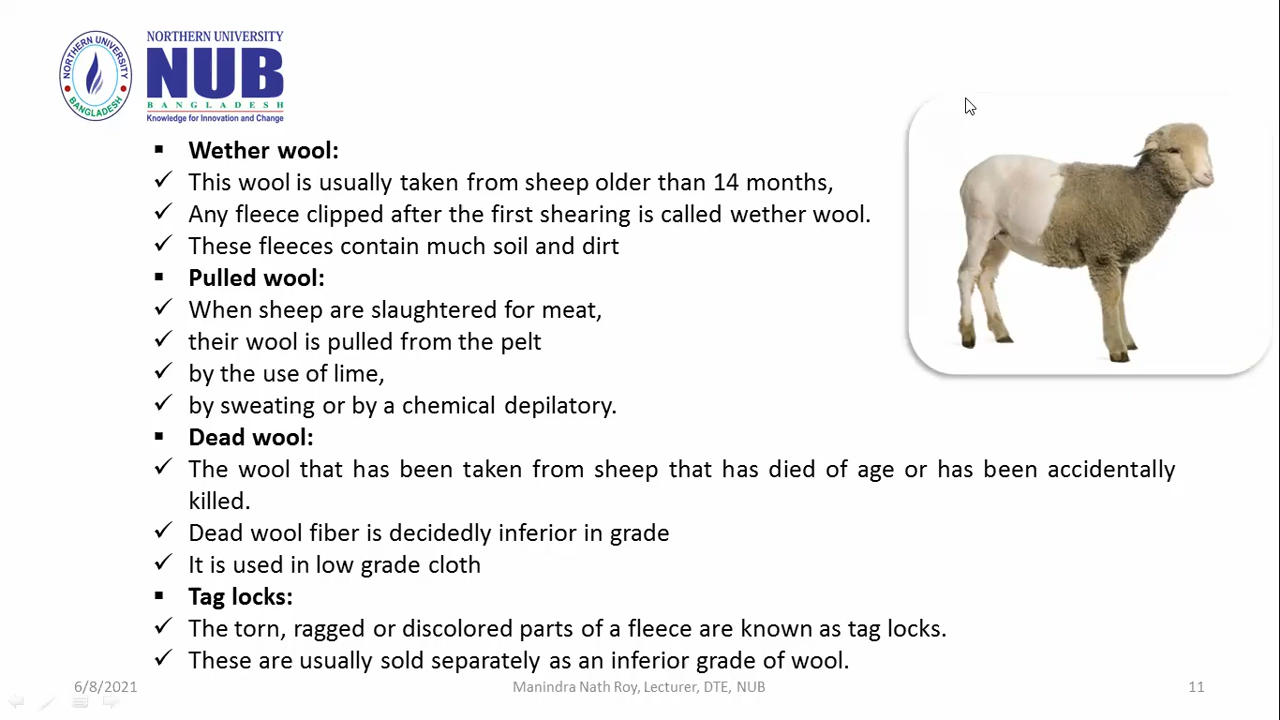 NORTHERN UNIVERSITY
BANGLADESH
NORTHERN UNIVERSITY
NUB
BANGLADESH
Knowledge for Innovation and Change
▪ Wether wool:
✓ This wool is usually taken from sheep older than 14 months,
✓ Any fleece clipped after the first shearing is called wether wool.
✓ These fleeces contain much soil and dirt
▪ Pulled wool:
✓ When sheep are slaughtered for meat,
✓ their wool is pulled from the pelt
✓ by the use of lime,
✓ by sweating or by a chemical depilatory.
▪ Dead wool:
✓ The wool that has been taken from sheep that has died of age or has been accidentally
killed.
✓ Dead wool fiber is decidedly inferior in grade
✓ It is used in low grade cloth
▪ Tag locks:
✓ The torn, ragged or discolored parts of a fleece are known as tag locks.
✓ These are usually sold separately as an inferior grade of wool.
6/8/2021
Manindra Nath Roy, Lecturer, DTE, NUB
11